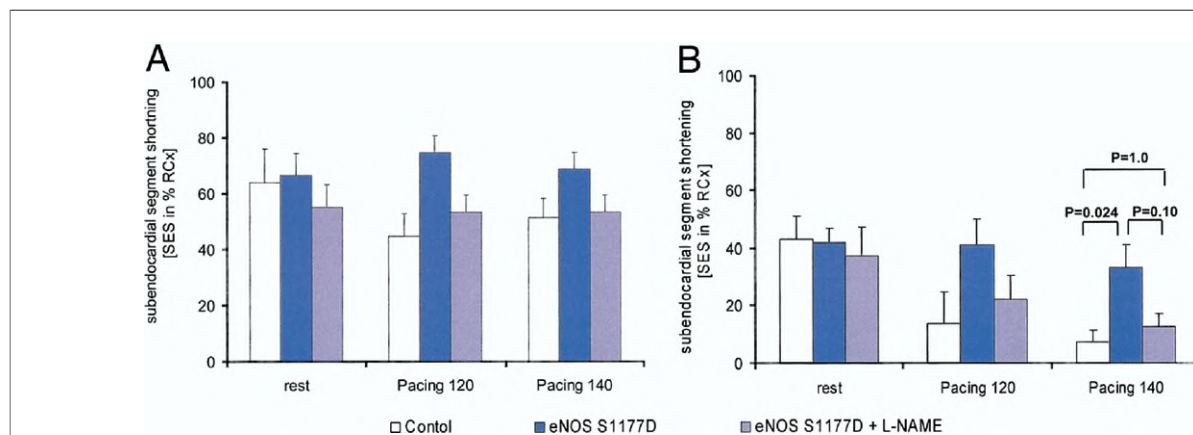 A
subendocardial segment shortning
[SES in % RCx]
100
80
60
40
20
0
rest
Pacing 120
Pacing 140
B
subendocardial segment shortening
[SES in % RCx]
100
80
60
40
20
0
P=1.0
P=0.024
P=0.10
rest
Pacing 120
Pacing 140
Contol
eNOS S1177D
eNOS S1177D + L-NAME